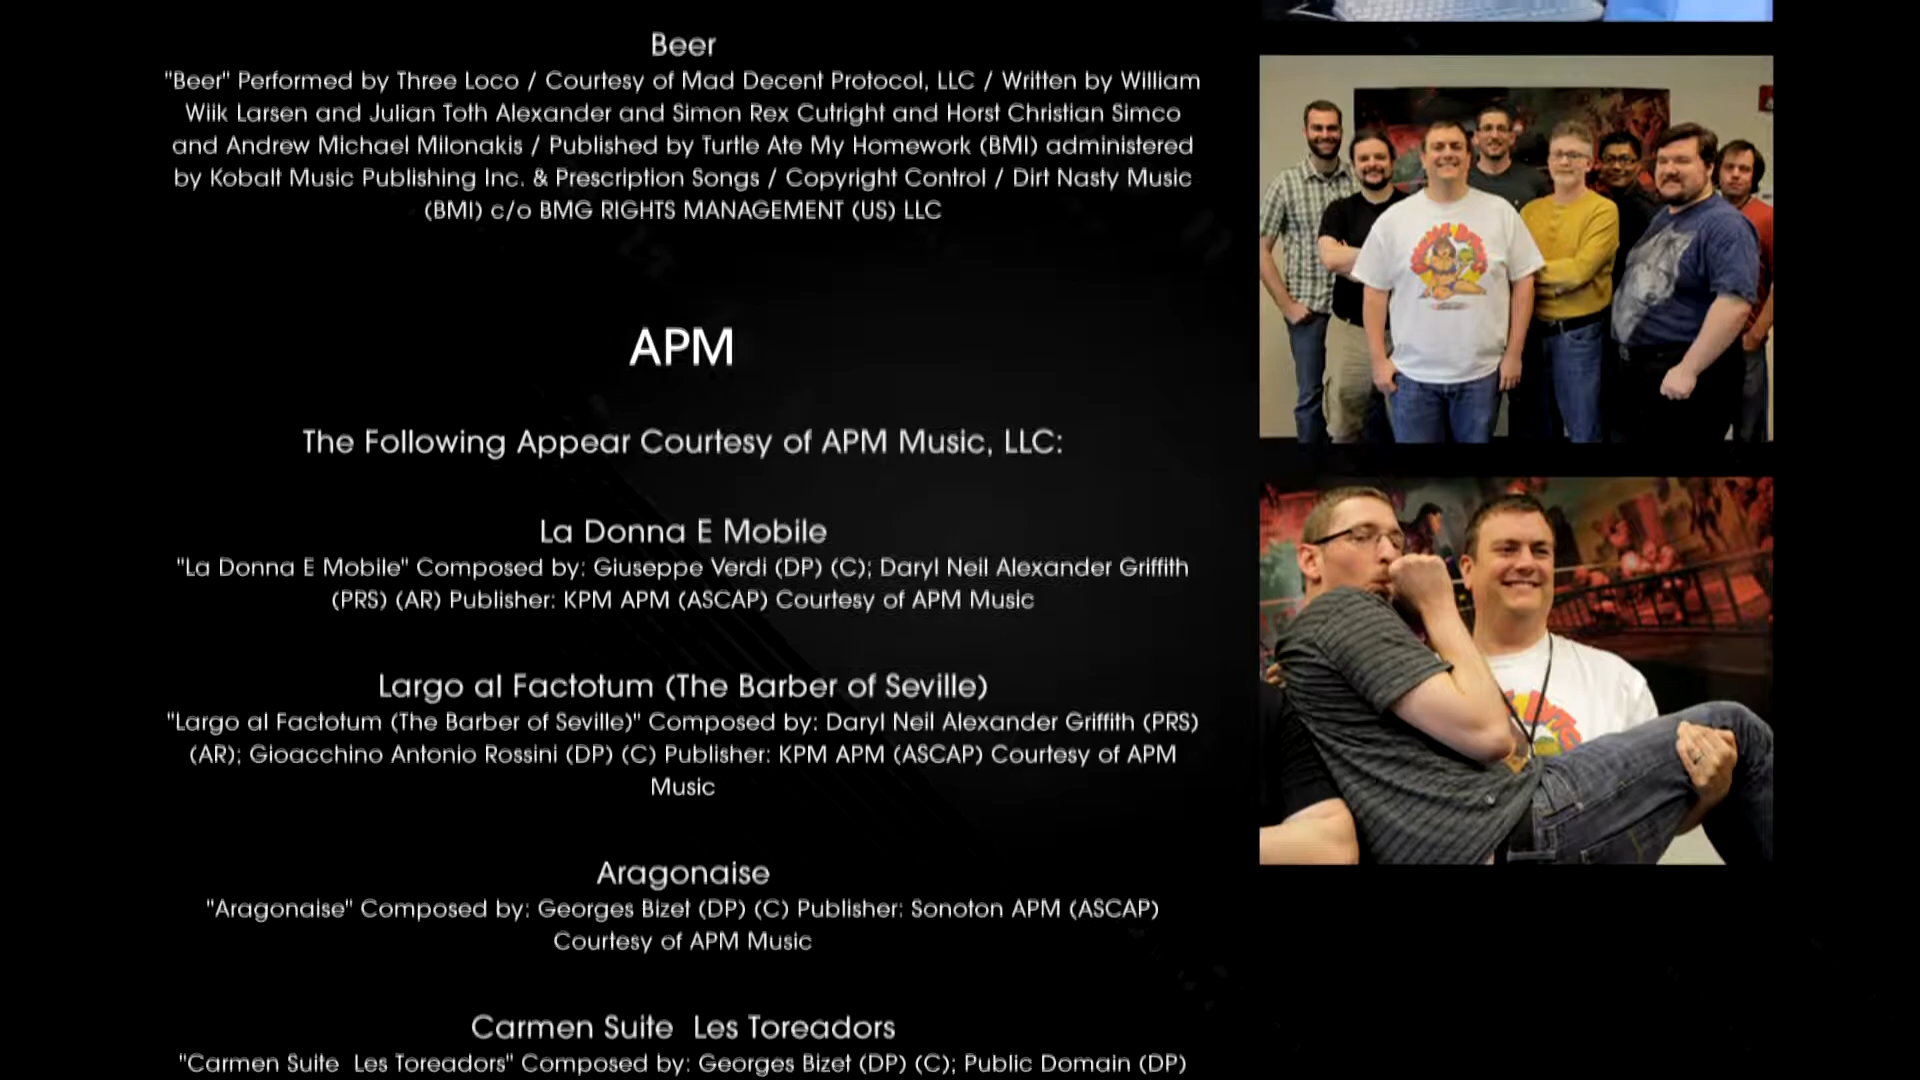 Beer
"Beer" Performed by Three Loco / Courtesy of Mad Decent Protocol, LLC / Written by William
Wiik Larsen and Julian Toth Alexander and Simon Rex Cutright and Horst Christian Simco
and Andrew Michael Milonakis / Published by Turtle Ate My Homework (BMI) administered
by Kobalt Music Publishing Inc. & Prescription Songs / Copyright Control / Dirt Nasty Music
(BMI) c/o BMG RIGHTS MANAGEMENT (US) LLC
APM
The Following Appear Courtesy of APM Music, LLC:
La Donna E Mobile
"La Donna E Mobile" Composed by: Giuseppe Verdi (DP) (C); Daryl Neil Alexander Griffith
(PRS) (AR) Publisher: KPM APM (ASCAP) Courtesy of APM Music
Largo al Factotum (The Barber of Seville)
"Largo al Factotum (The Barber of Seville)" Composed by: Daryl Neil Alexander Griffith (PRS)
(AR); Gioacchino Antonio Rossini (DP) (C) Publisher: KPM APM (ASCAP) Courtesy of APM
Music
Aragonaise
"Aragonaise" Composed by: Georges Bizet (DP) (C) Publisher: Sonoton APM (ASCAP)
Courtesy of APM Music
Carmen Suite  Les Toreadors
"Carmen Suite  Les Toreadors" Composed by: Georges Bizet (DP) (C); Public Domain (DP)